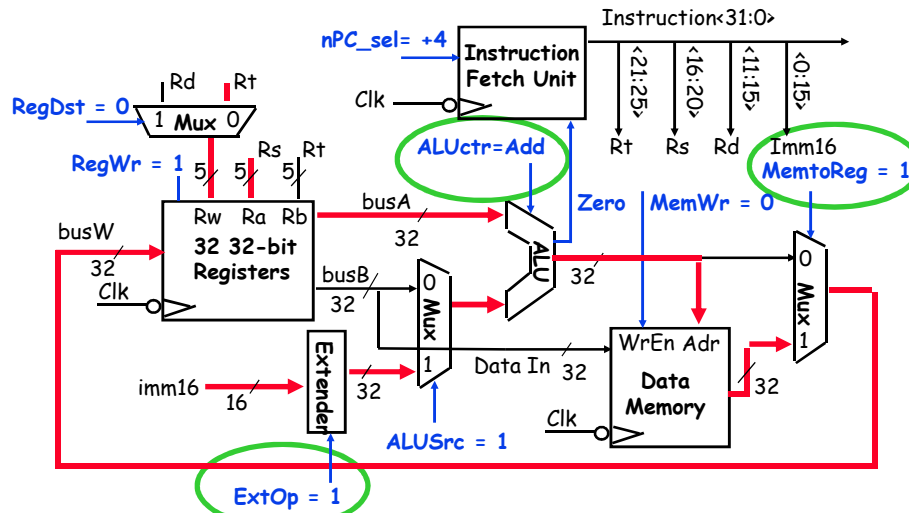 Instruction<31:0>
nPC_sel= +4
Instruction
Fetch Unit
<21:25>
<16:20>
<11:15>
<0:15>
Rd
Rt
RegDst = 0
1 Mux 0
Clk
Rt
Rs
Rd
Imm16
ALUctr=Add
MemtoReg = 1
RegWr = 1
5
5
Rs
5
Rt
Zero
MemWr = 0
busA
32
Rw Ra Rb
32 32-bit
Registers
busW
32
Clk
busB
32
0
Mux
1
ALU
32
0
Mux
1
WrEn Adr
Data
Memory
Data In
32
32
Clk
imm16
16
Extender
32
ALUSrc = 1
ExtOp = 1